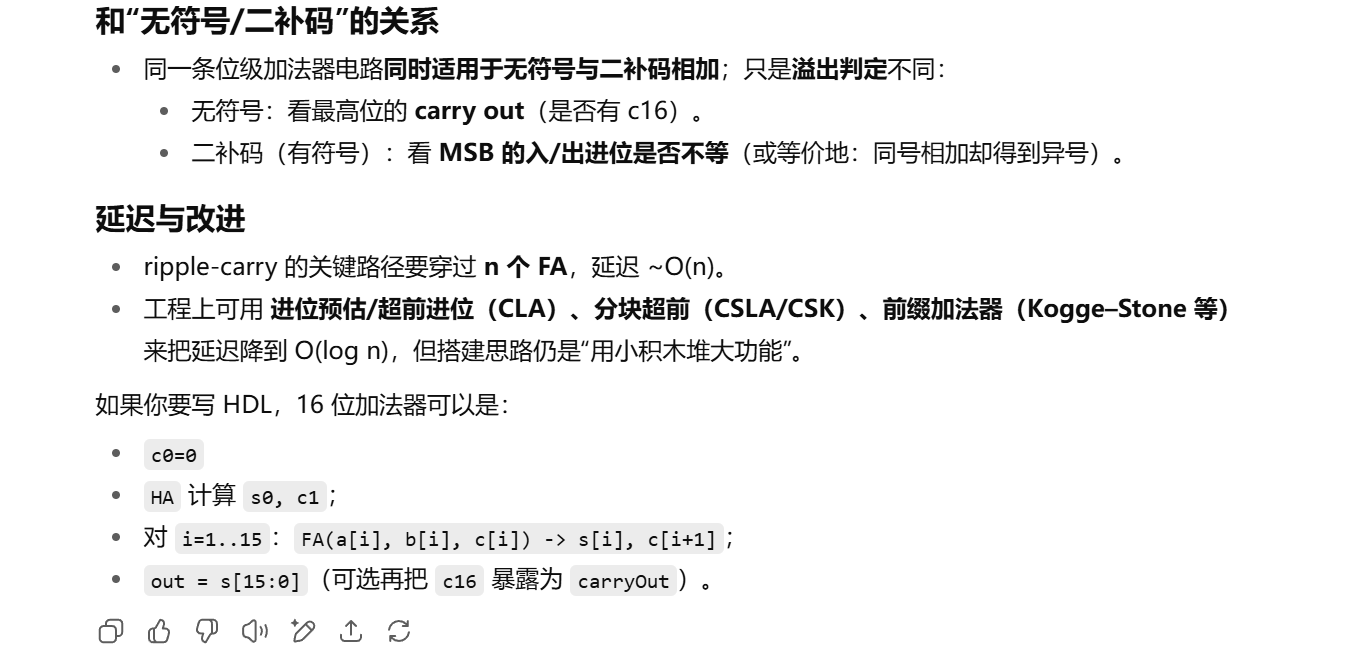 和“无符号/二补码”的关系
同一条位级加法器电路同时适用于无符号与二补码相加；只是溢出判定不同：
无符号：看最高位的 carry out（是否有 c16）。
二补码（有符号）：看 MSB 的入/出进位是否不等（或等价地：同号相加却得到异号）。
延迟与改进
ripple-carry 的关键路径要穿过 n 个 FA，延迟 ~O(n)。
工程上可用 进位预估/超前进位（CLA）、分块超前（CSLA/CSK）、前缀加法器（Kogge–Stone 等）
来把延迟降到 O(log n)，但搭建思路仍是“用小积木堆大功能”。
如果你要写 HDL，16 位加法器可以是：
c0=0
HA 计算 s0, c1；
对 i=1..15： FA(a[i], b[i], c[i]) -> s[i], c[i+1]；
out = s[15:0]（可选再把 c16 暴露为 carryOut）。